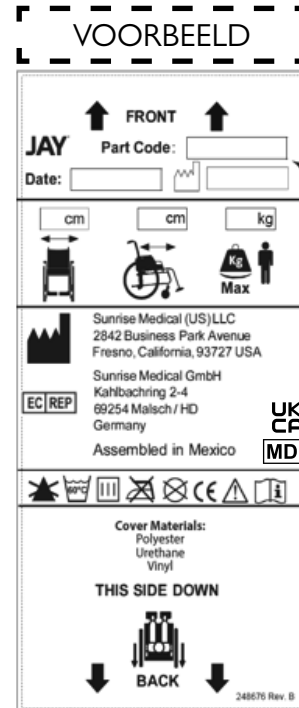 VOORBEELD
FRONT
JAY
Part Code:
Date:
cm
cm
kg
Kg
Max
Sunrise Medical (US)LLC
2842 Business Park Avenue
Fresno, California, 93727 USA
Sunrise Medical GmbH
Kahlbachring 2-4
EC REP
69254 Malsch / HD
Germany
UK
CA
Assembled in Mexico
MD
60°C
CE
Cover Materials:
Polyester
Urethane
Vinyl
THIS SIDE DOWN
BACK
248676 Rev. B